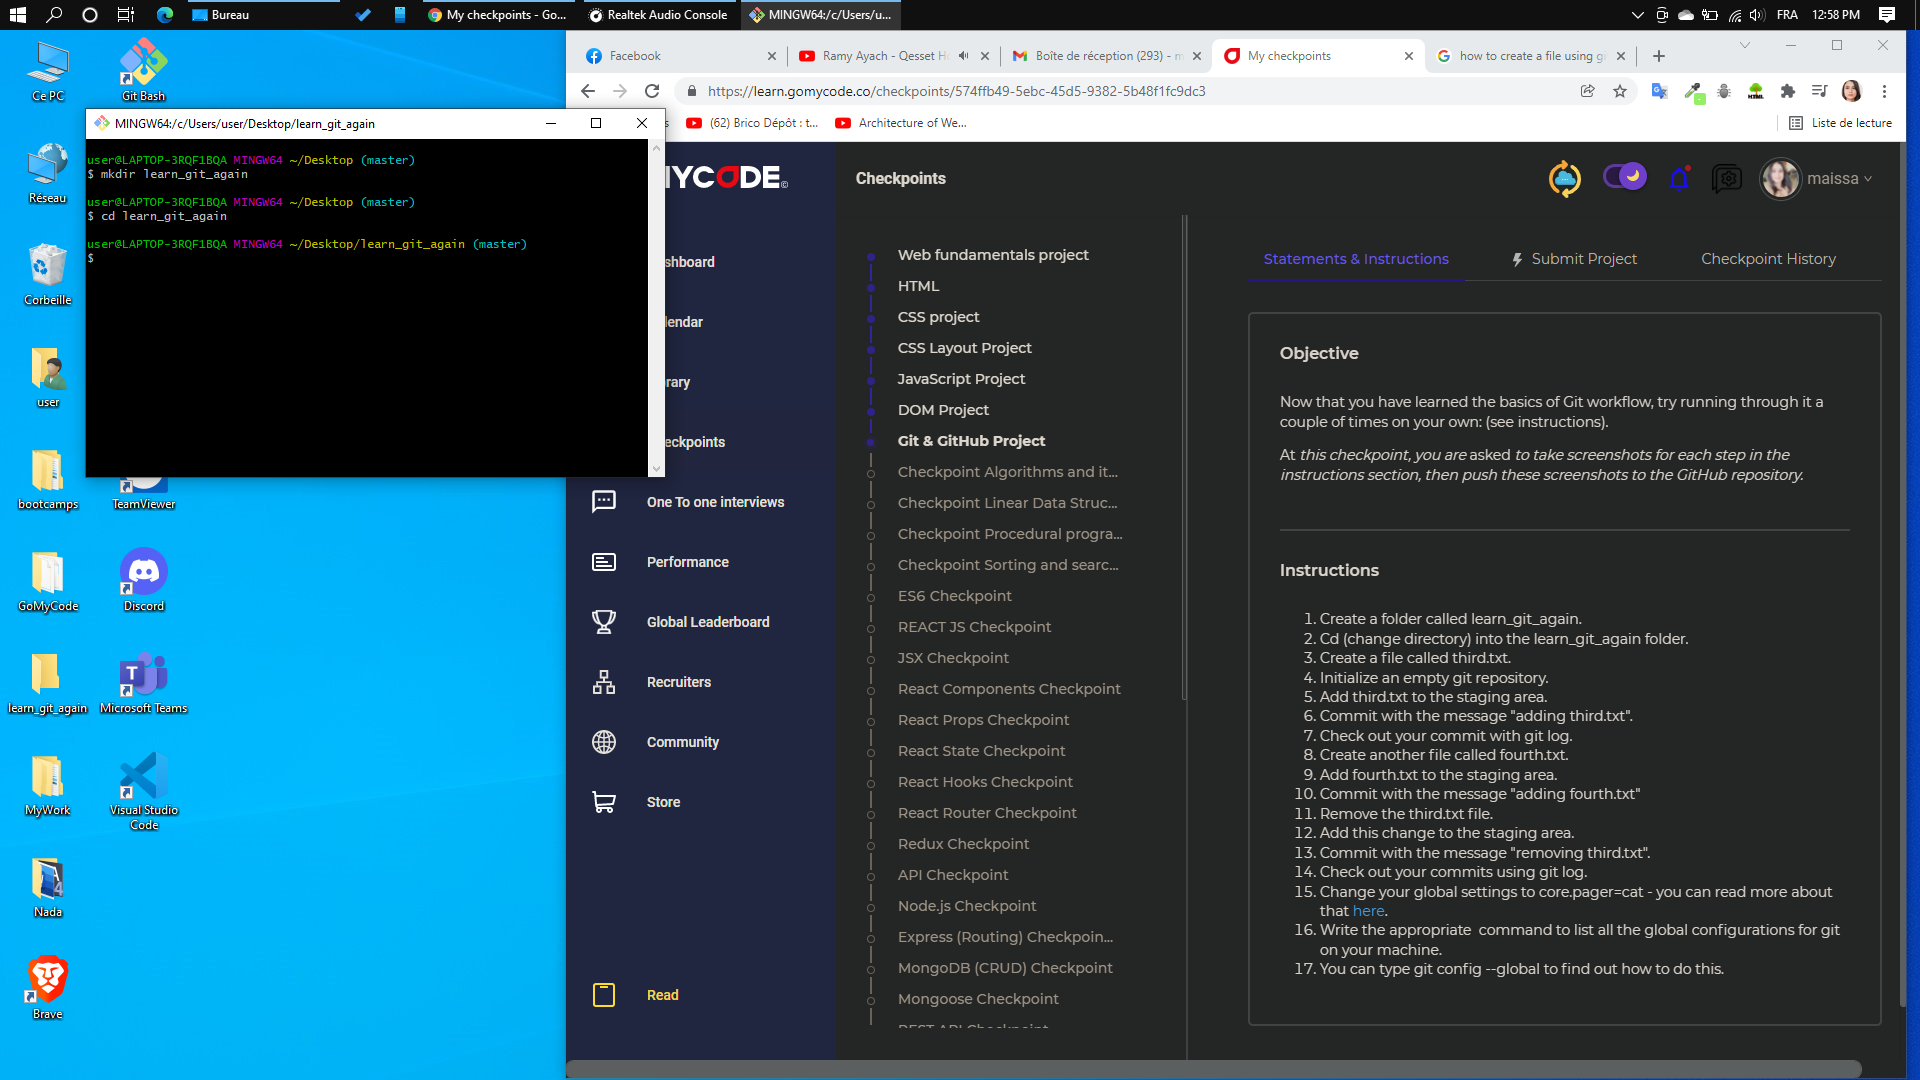 Bureau
My checkpoints - Go...
Realtek Audio Console
MINGW64:/c/Users/u...
FRA
12:58 PM
Ce PC
Git Bash
Réseau
Corbeille
user
bootcamps
TeamViewer
GoMyCode
Discord
learn_git_again
Microsoft Teams
MyWork
Visual Studio
Code
Nada
Brave
MINGW64:/c/Users/user/Desktop/learn_git_again
user@LAPTOP-3RQF1BQA MINGW64 ~/Desktop (master)
$ mkdir learn_git_again
user@LAPTOP-3RQF1BQA MINGW64 ~/Desktop (master)
$ cd learn_git_again
user@LAPTOP-3RQF1BQA MINGW64 ~/Desktop/learn_git_again (master)
$
Facebook
Ramy Ayach - Qesset H
Boîte de réception (293) - m
My checkpoints
how to create a file using gi
https://learn.gomycode.co/checkpoints/574ffb49-5ebc-45d5-9382-5b48f1fc9dc3
(62) Brico Dépôt : t...
Architecture of We...
Liste de lecture
MYCODE
shboard
lendar
rary
eckpoints
One To one interviews
Performance
Global Leaderboard
Recruiters
Community
Store
Read
Checkpoints
maissa
Web fundamentals project
HTML
CSS project
CSS Layout Project
JavaScript Project
DOM Project
Git & GitHub Project
Checkpoint Algorithms and it...
Checkpoint Linear Data Struc...
Checkpoint Procedural progra...
Checkpoint Sorting and searc...
ES6 Checkpoint
REACT JS Checkpoint
JSX Checkpoint
React Components Checkpoint
React Props Checkpoint
React State Checkpoint
React Hooks Checkpoint
React Router Checkpoint
Redux Checkpoint
API Checkpoint
Node.js Checkpoint
Express (Routing) Checkpoin...
MongoDB (CRUD) Checkpoint
Mongoose Checkpoint
REST API Checkpoint
Statements & Instructions
Submit Project
Checkpoint History
Objective
Now that you have learned the basics of Git workflow, try running through it a
couple of times on your own: (see instructions).
At this checkpoint, you are asked to take screenshots for each step in the
instructions section, then push these screenshots to the GitHub repository.
Instructions
1. Create a folder called learn_git_again.
2. Cd (change directory) into the learn_git_again folder.
3. Create a file called third.txt.
4. Initialize an empty git repository.
5. Add third.txt to the staging area.
6. Commit with the message "adding third.txt".
7. Check out your commit with git log.
8. Create another file called fourth.txt.
9. Add fourth.txt to the staging area.
10. Commit with the message "adding fourth.txt"
11. Remove the third.txt file.
12. Add this change to the staging area.
13. Commit with the message "removing third.txt".
14. Check out your commits using git log.
15. Change your global settings to core.pager=cat - you can read more about
that here.
16. Write the appropriate command to list all the global configurations for git
on your machine.
17. You can type git config --global to find out how to do this.